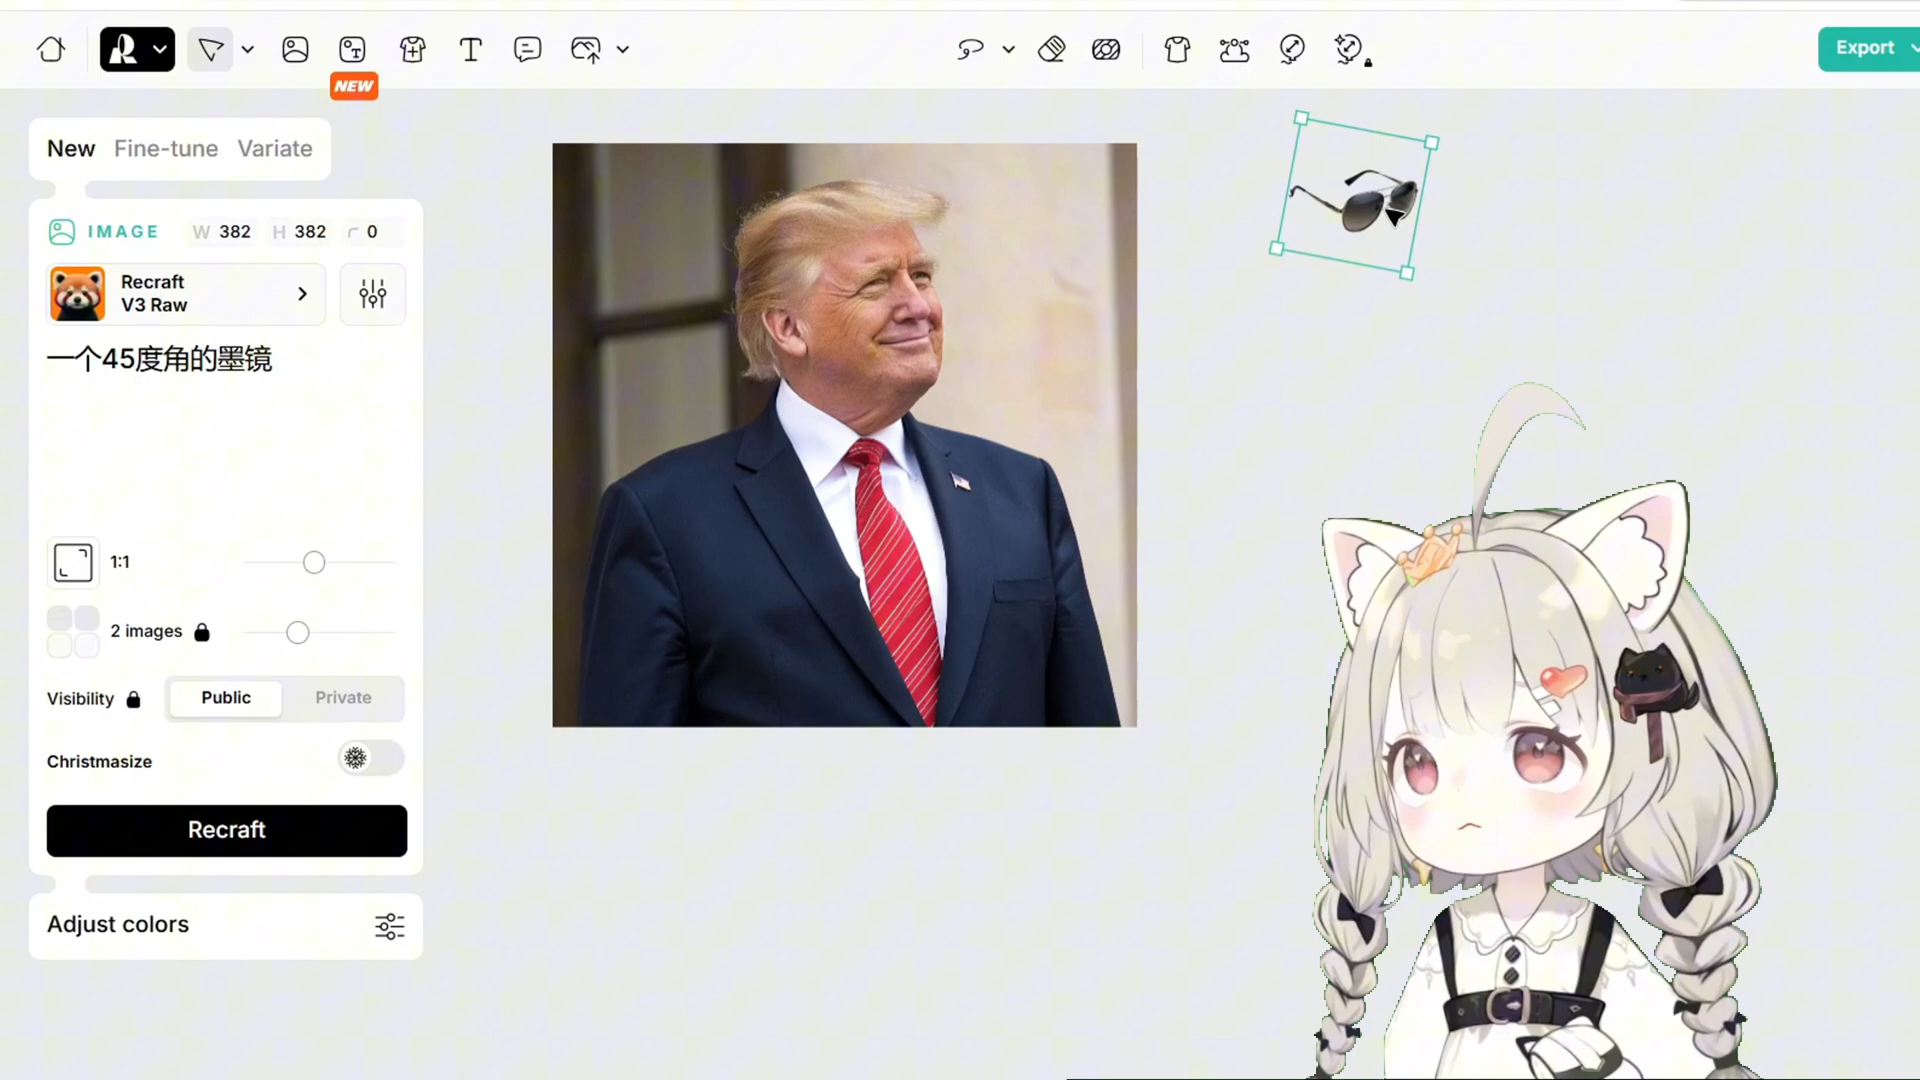 Export
NEW
New Fine-tune Variate
IMAGE W 382 H 382 0
Recraft
V3 Raw
一个45度角的墨镜
1:1
2 images
Visibility Public Private
Christmasize
Recraft
Adjust colors